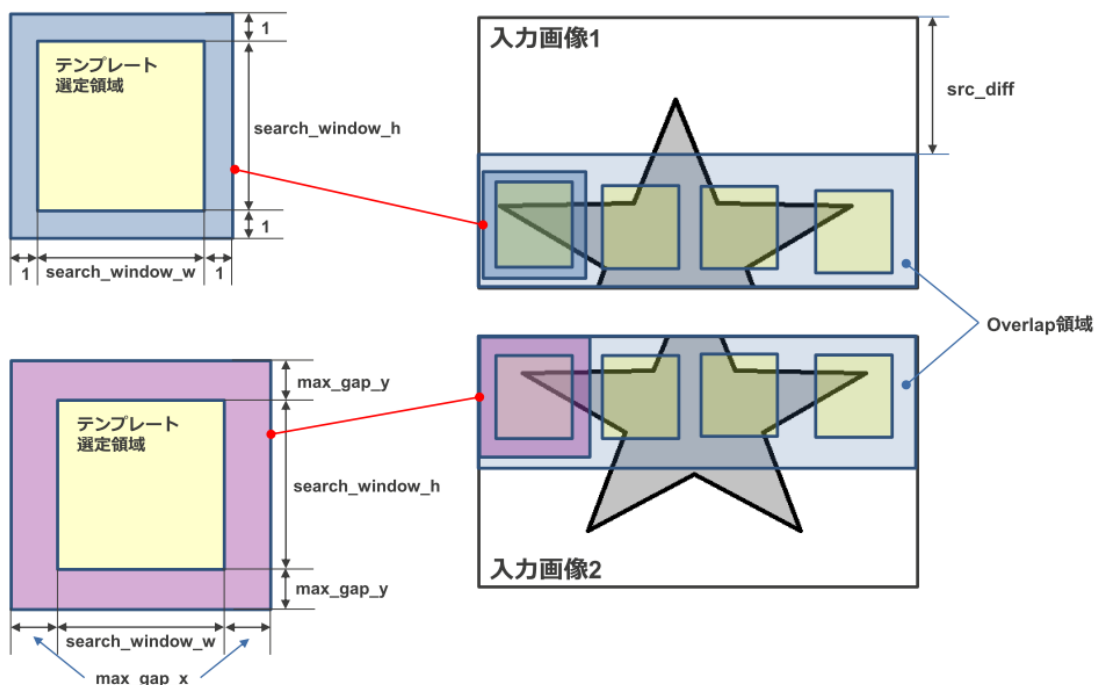 1
テンプレート
選定領域
search_window_h
1
1
search_window_w
1
入力画像1
src_diff
Overlap領域
max_gap_y
テンプレート
選定領域
search_window_h
max_gap_y
search_window_w
max_gap_x
入力画像2